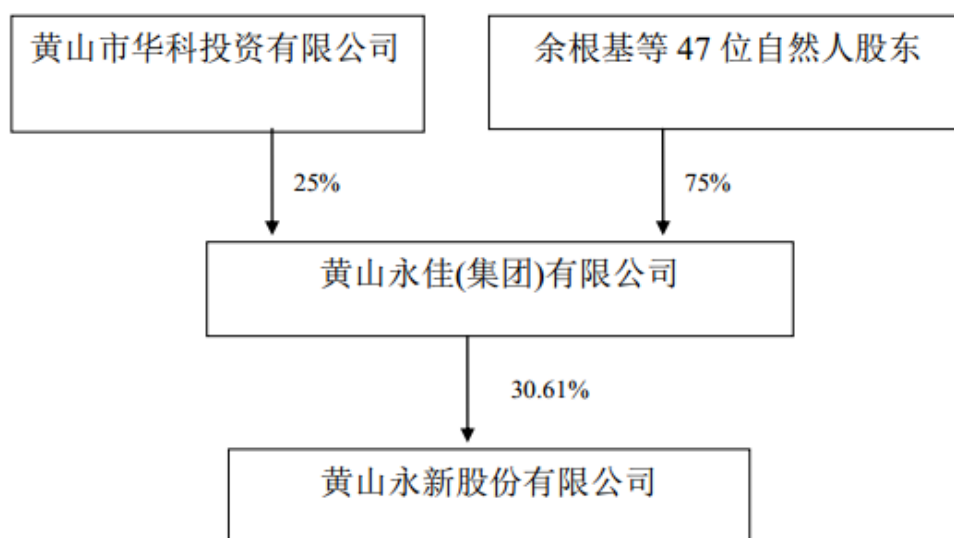 黄山市华科投资有限公司
余根基等 47 位自然人股东
25%
75%
黄山永佳(集团)有限公司
30.61%
黄山永新股份有限公司